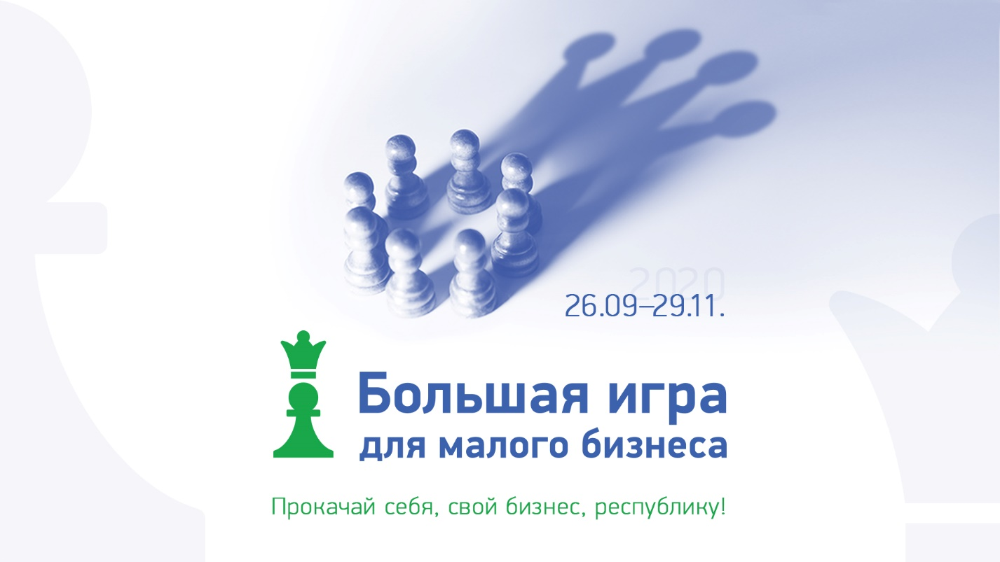 2020
26.09–29.11.
Большая игра
для малого бизнеса
Прокачай себя, свой бизнес, республику!